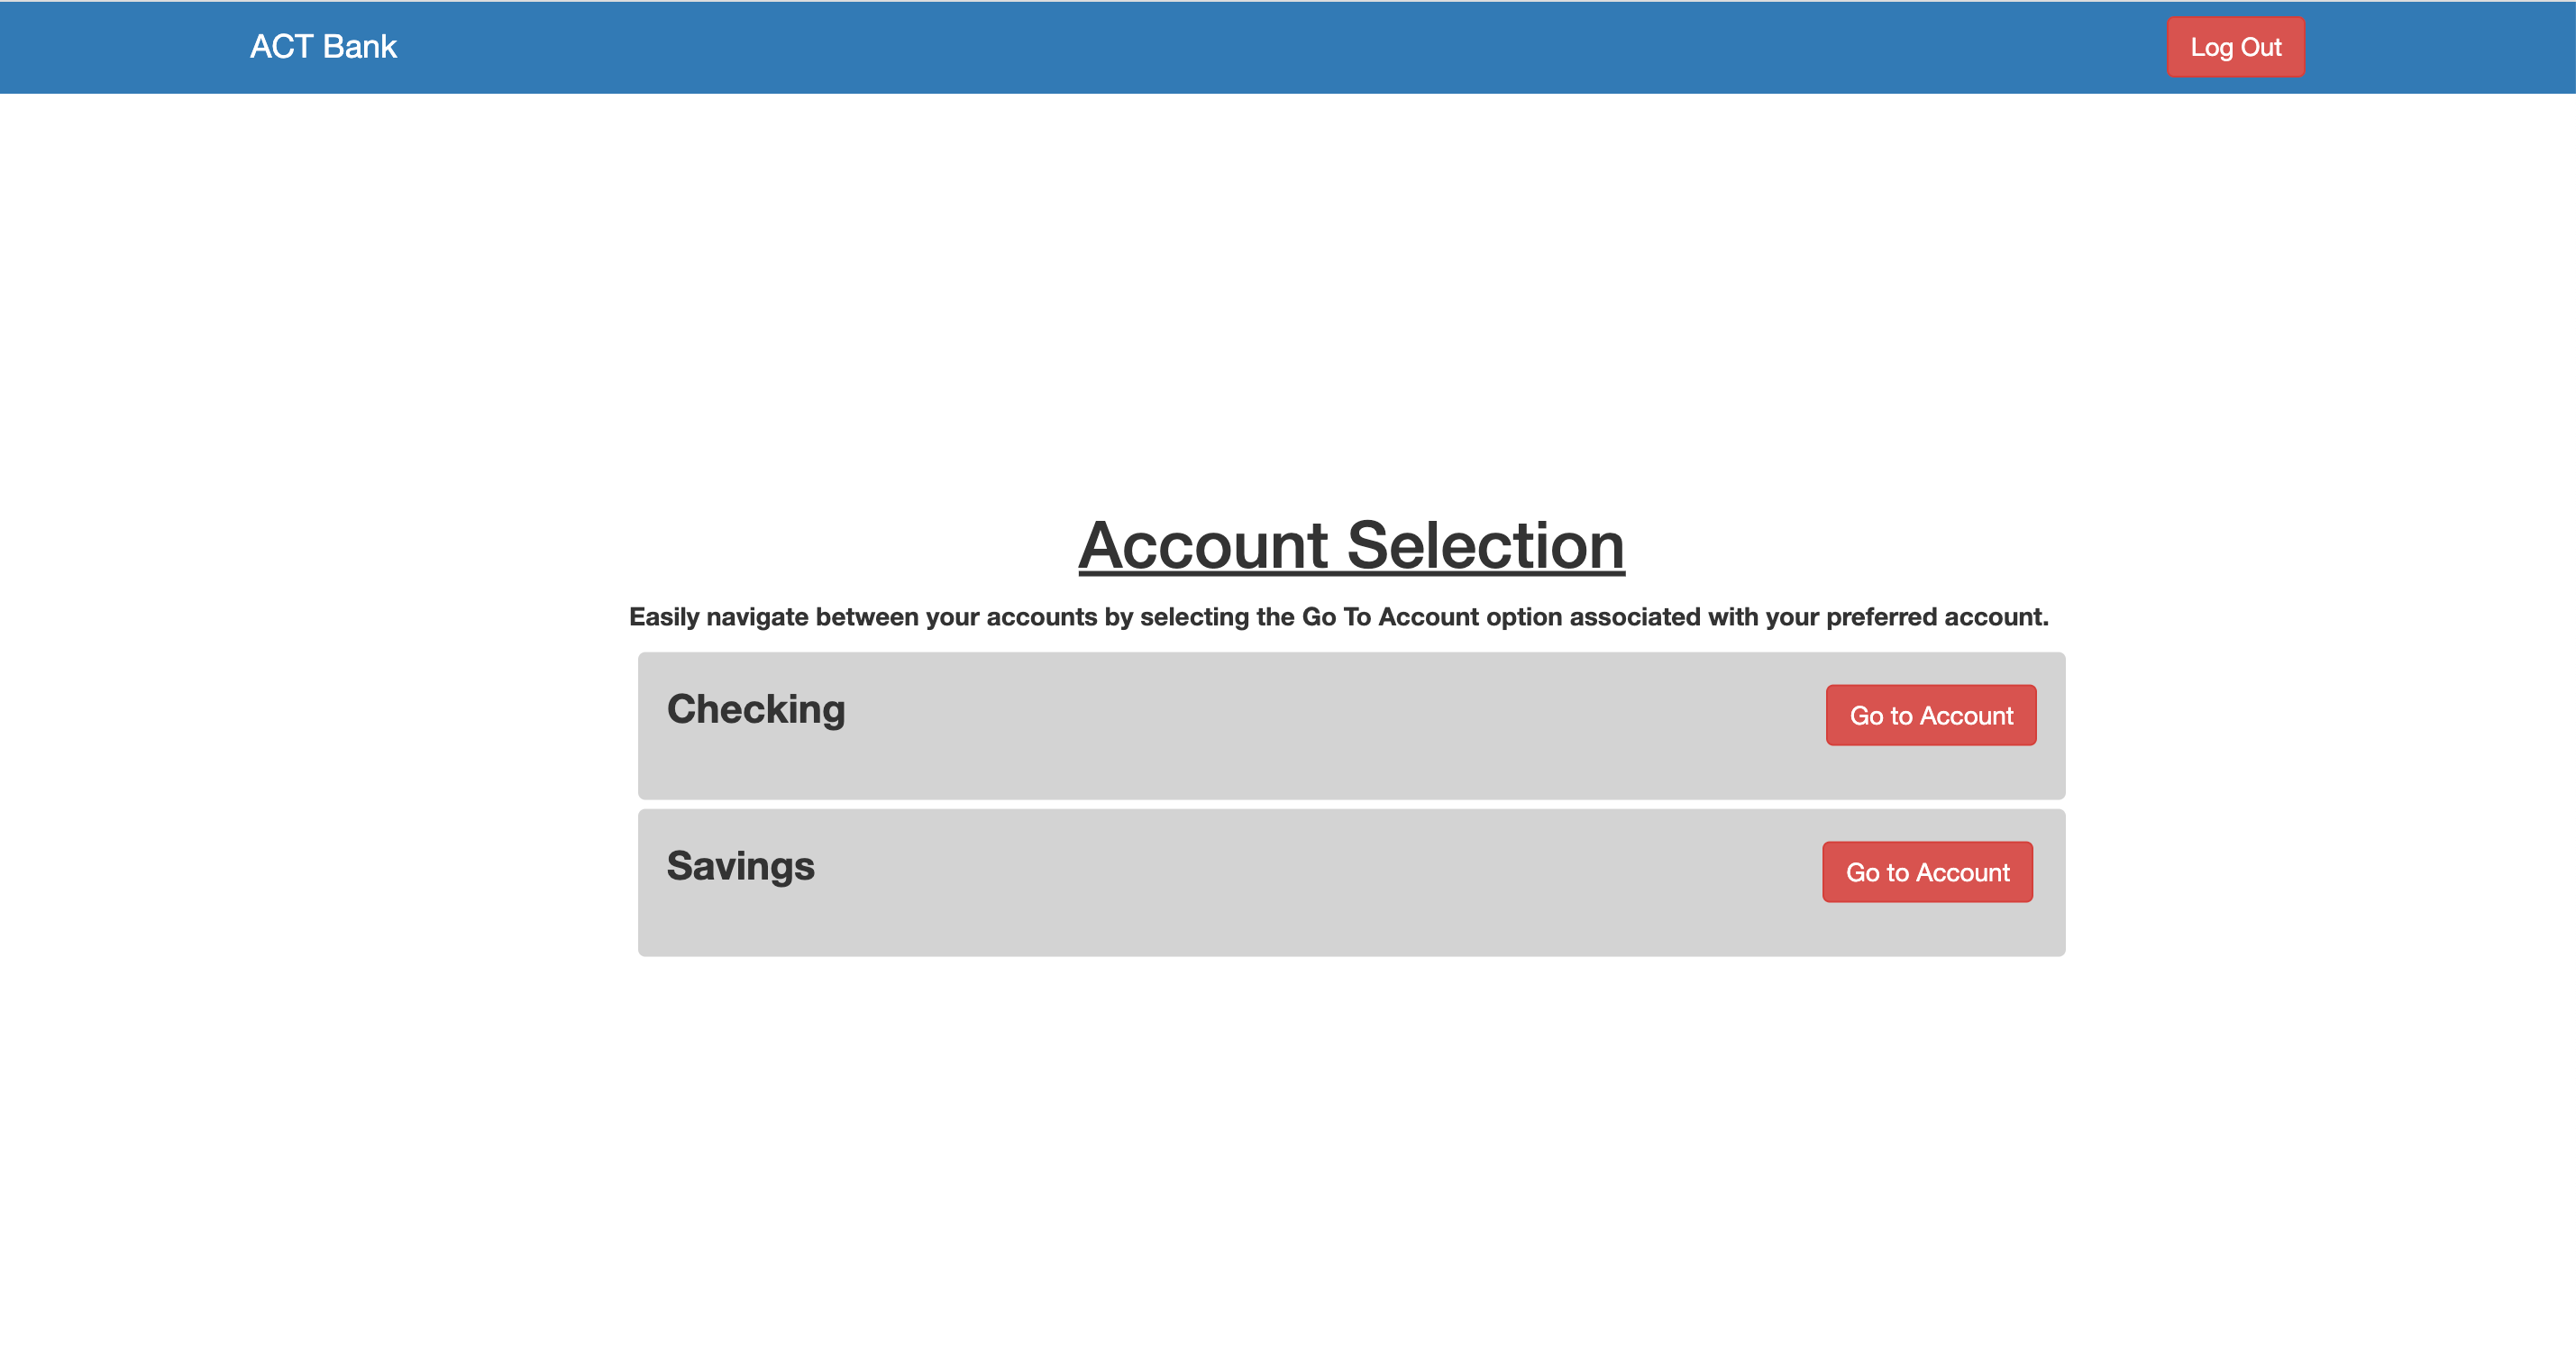 ACT Bank
Log Out
Account Selection
Easily navigate between your accounts by selecting the Go To Account option associated with your preferred account.
Checking
Go to Account
Savings
Go to Account